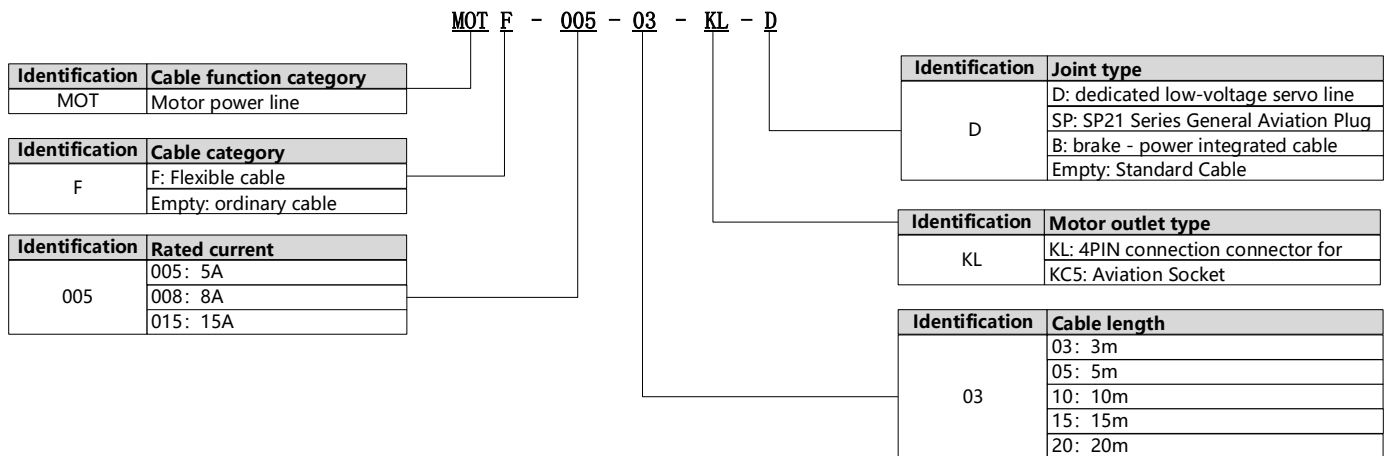 MOT F - 005 - 03 - KL - D
Identification Cable function category
MOT Motor power line
Identification Cable category
F
F: Flexible cable
Empty: ordinary cable
Identification Rated current
005
005: 5A
008: 8A
015: 15A
Identification Joint type
D
D: dedicated low-voltage servo line
SP: SP21 Series General Aviation Plug
B: brake - power integrated cable
Empty: Standard Cable
Identification Motor outlet type
KL
KL: 4PIN connection connector for
KC5: Aviation Socket
Identification Cable length
03
03: 3m
05: 5m
10: 10m
15: 15m
20: 20m